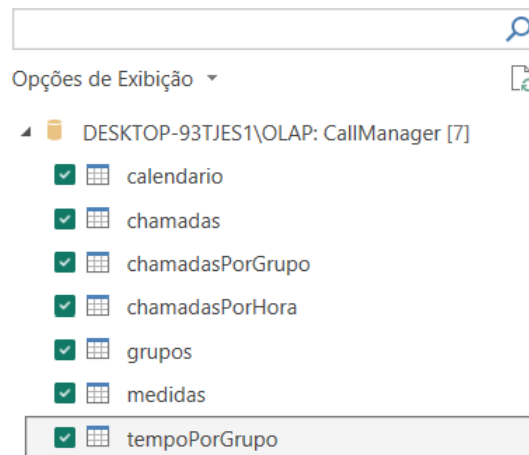 Opções de Exibição
DESKTOP-93TJES1\OLAP: CallManager [7]
calendario
chamadas
chamadasPorGrupo
chamadasPorHora
grupos
medidas
tempoPorGrupo